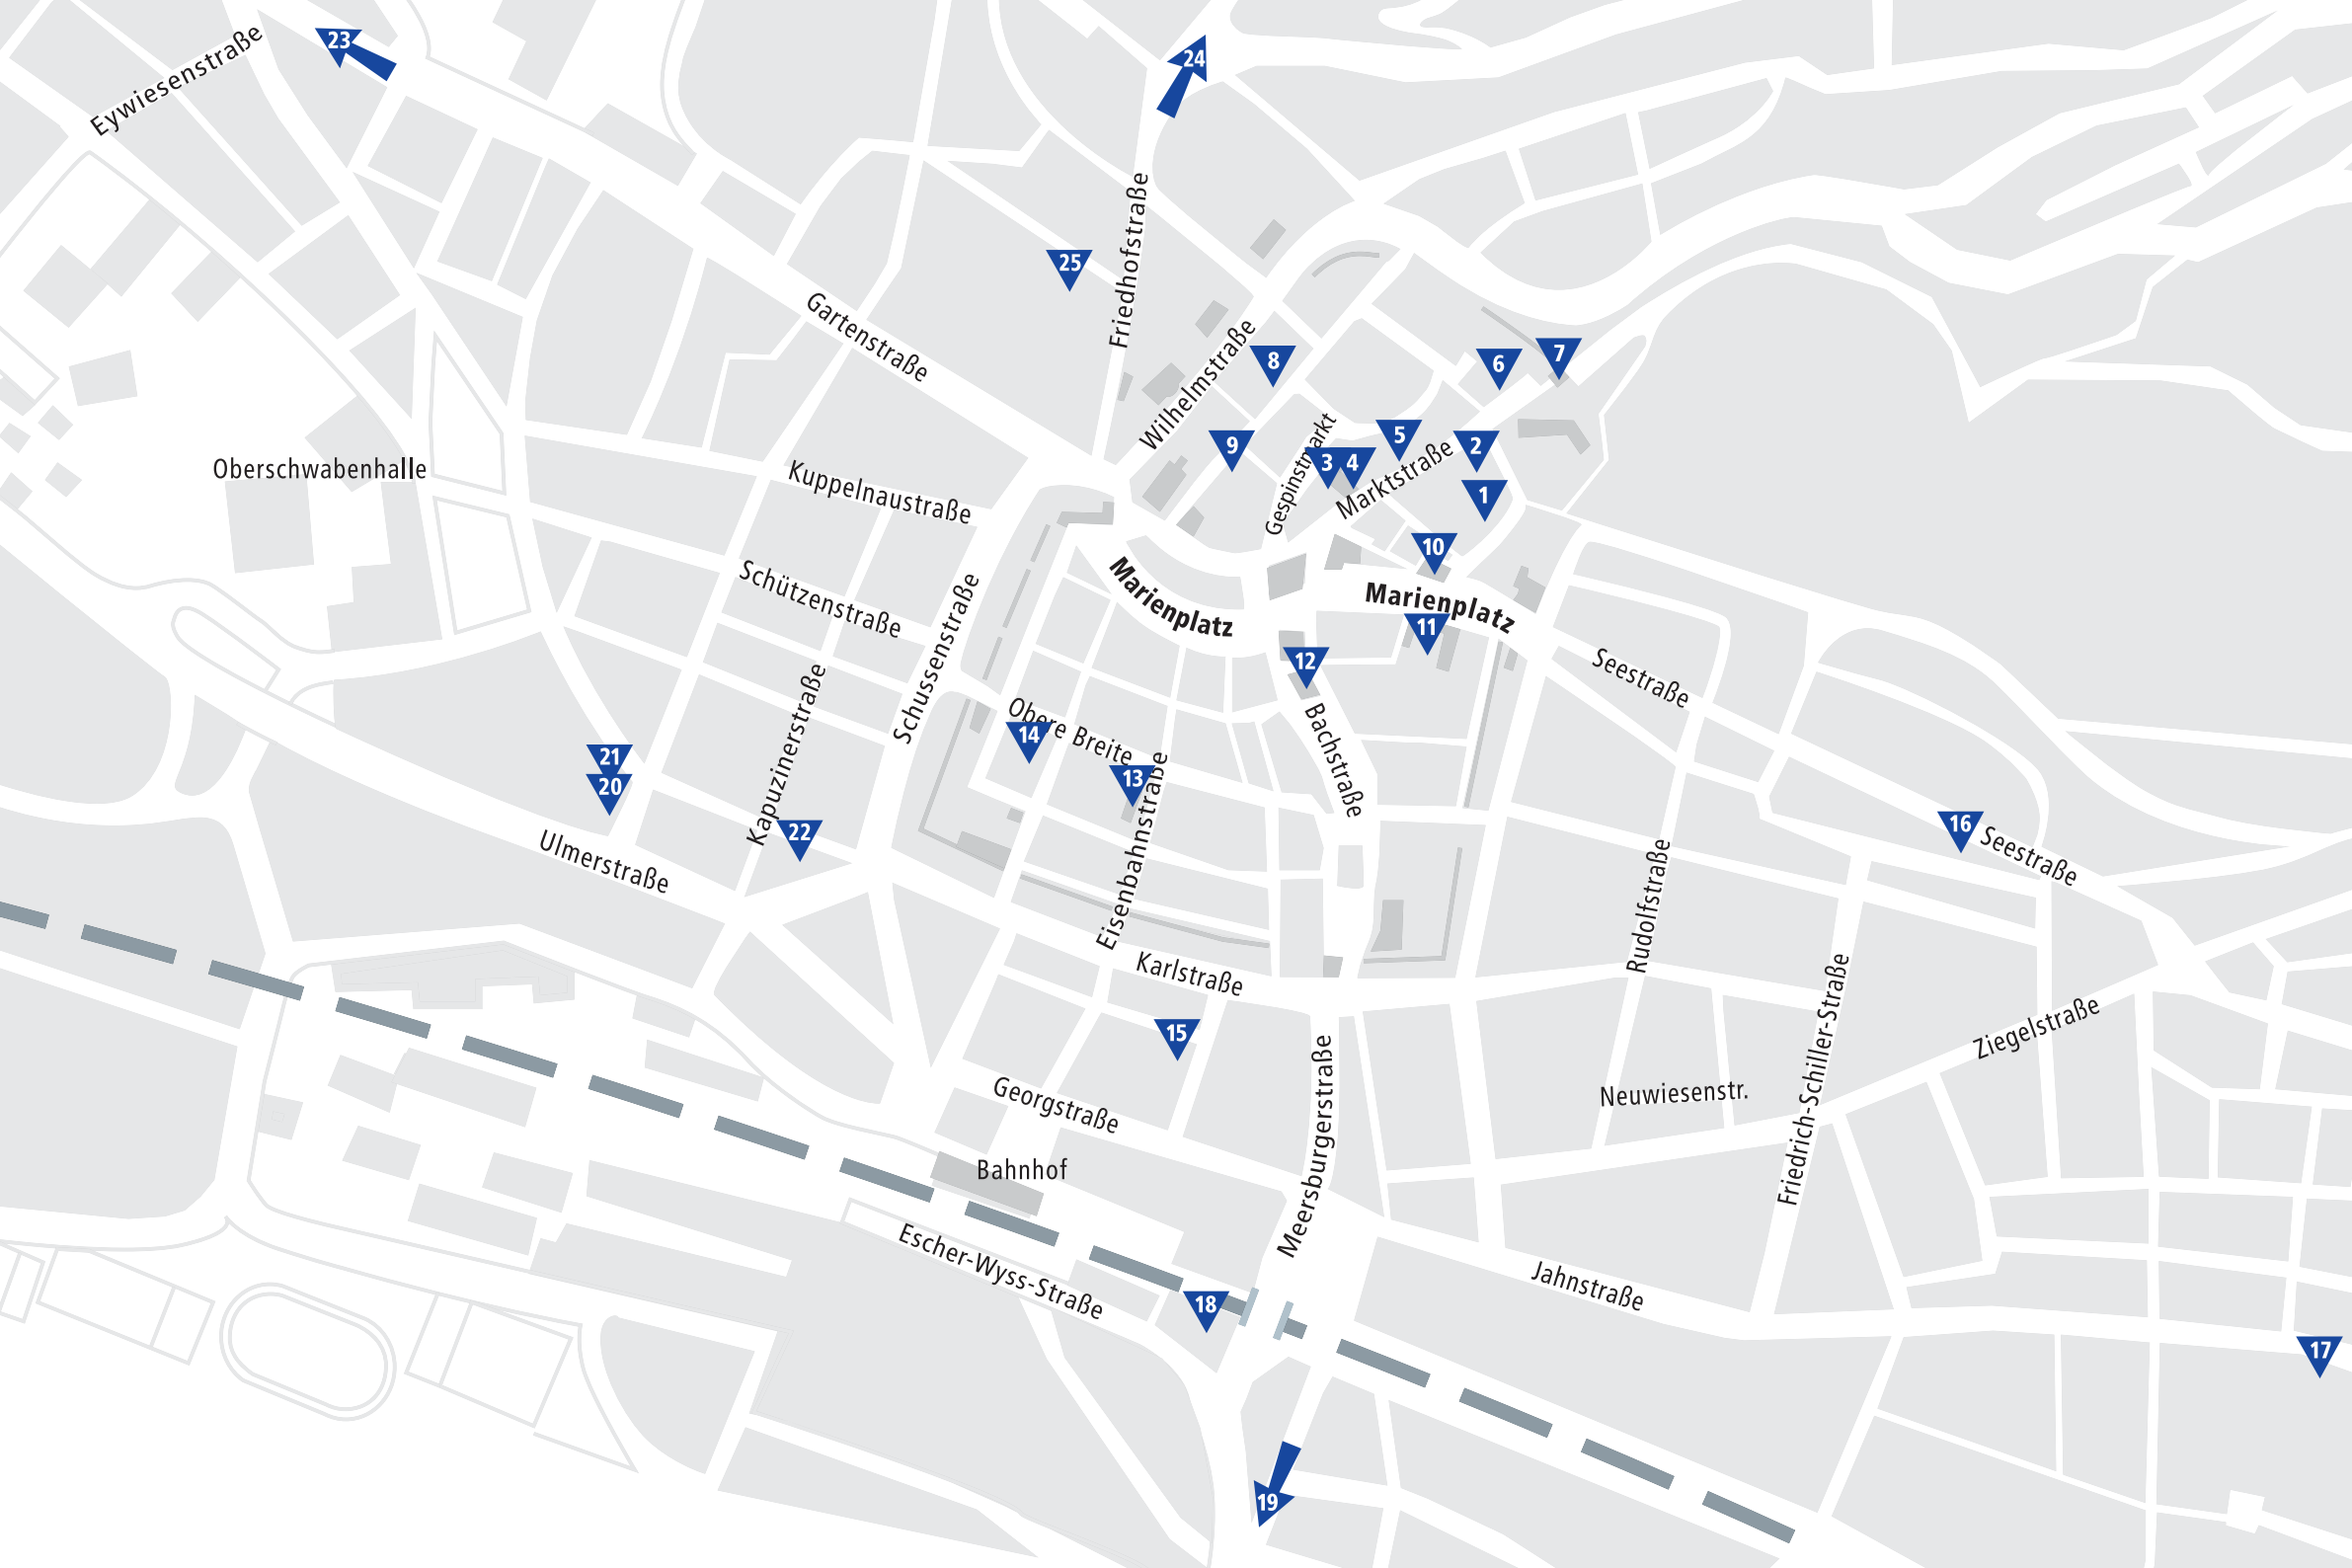 23
24
Eywiesenstraße
Friedhofstraße
25
Gartenstraße
Wilhelmstraße
8
6
7
9
Gespinstmarkt
5
2
3
4
Marktstraße
1
Oberschwabenhalle
Kuppelnaustraße
10
Schützenstraße
Marienplatz
Marienplatz
11
Schussenstraße
12
Seestraße
Kapuzinerstraße
Obere Breite
14
Bachstraße
21
20
13
Eisenbahnstraße
22
16
Seestraße
Ulmerstraße
Rudolfstraße
Karlstraße
15
Friedrich-Schiller-Straße
Ziegelstraße
Georgstraße
Meersburgerstraße
Neuwiesenstr.
Bahnhof
Escher-Wyss-Straße
18
Jahnstraße
17
19